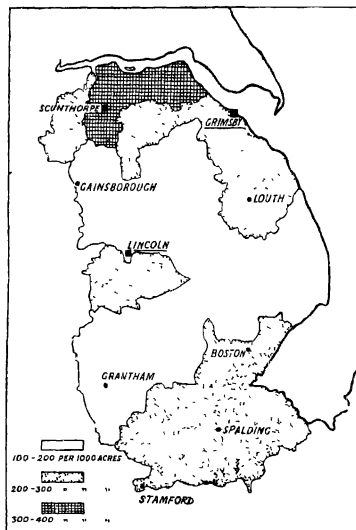 SCUNTHORPE
GRIMSBY
GAINSBOROUGH
LOUTH
LINCOLN
BOSTON
GRANTHAM
SPALDING
100-200 PER 1000 ACRES
200-300 " " "
STAMFORD
300-400 " " "